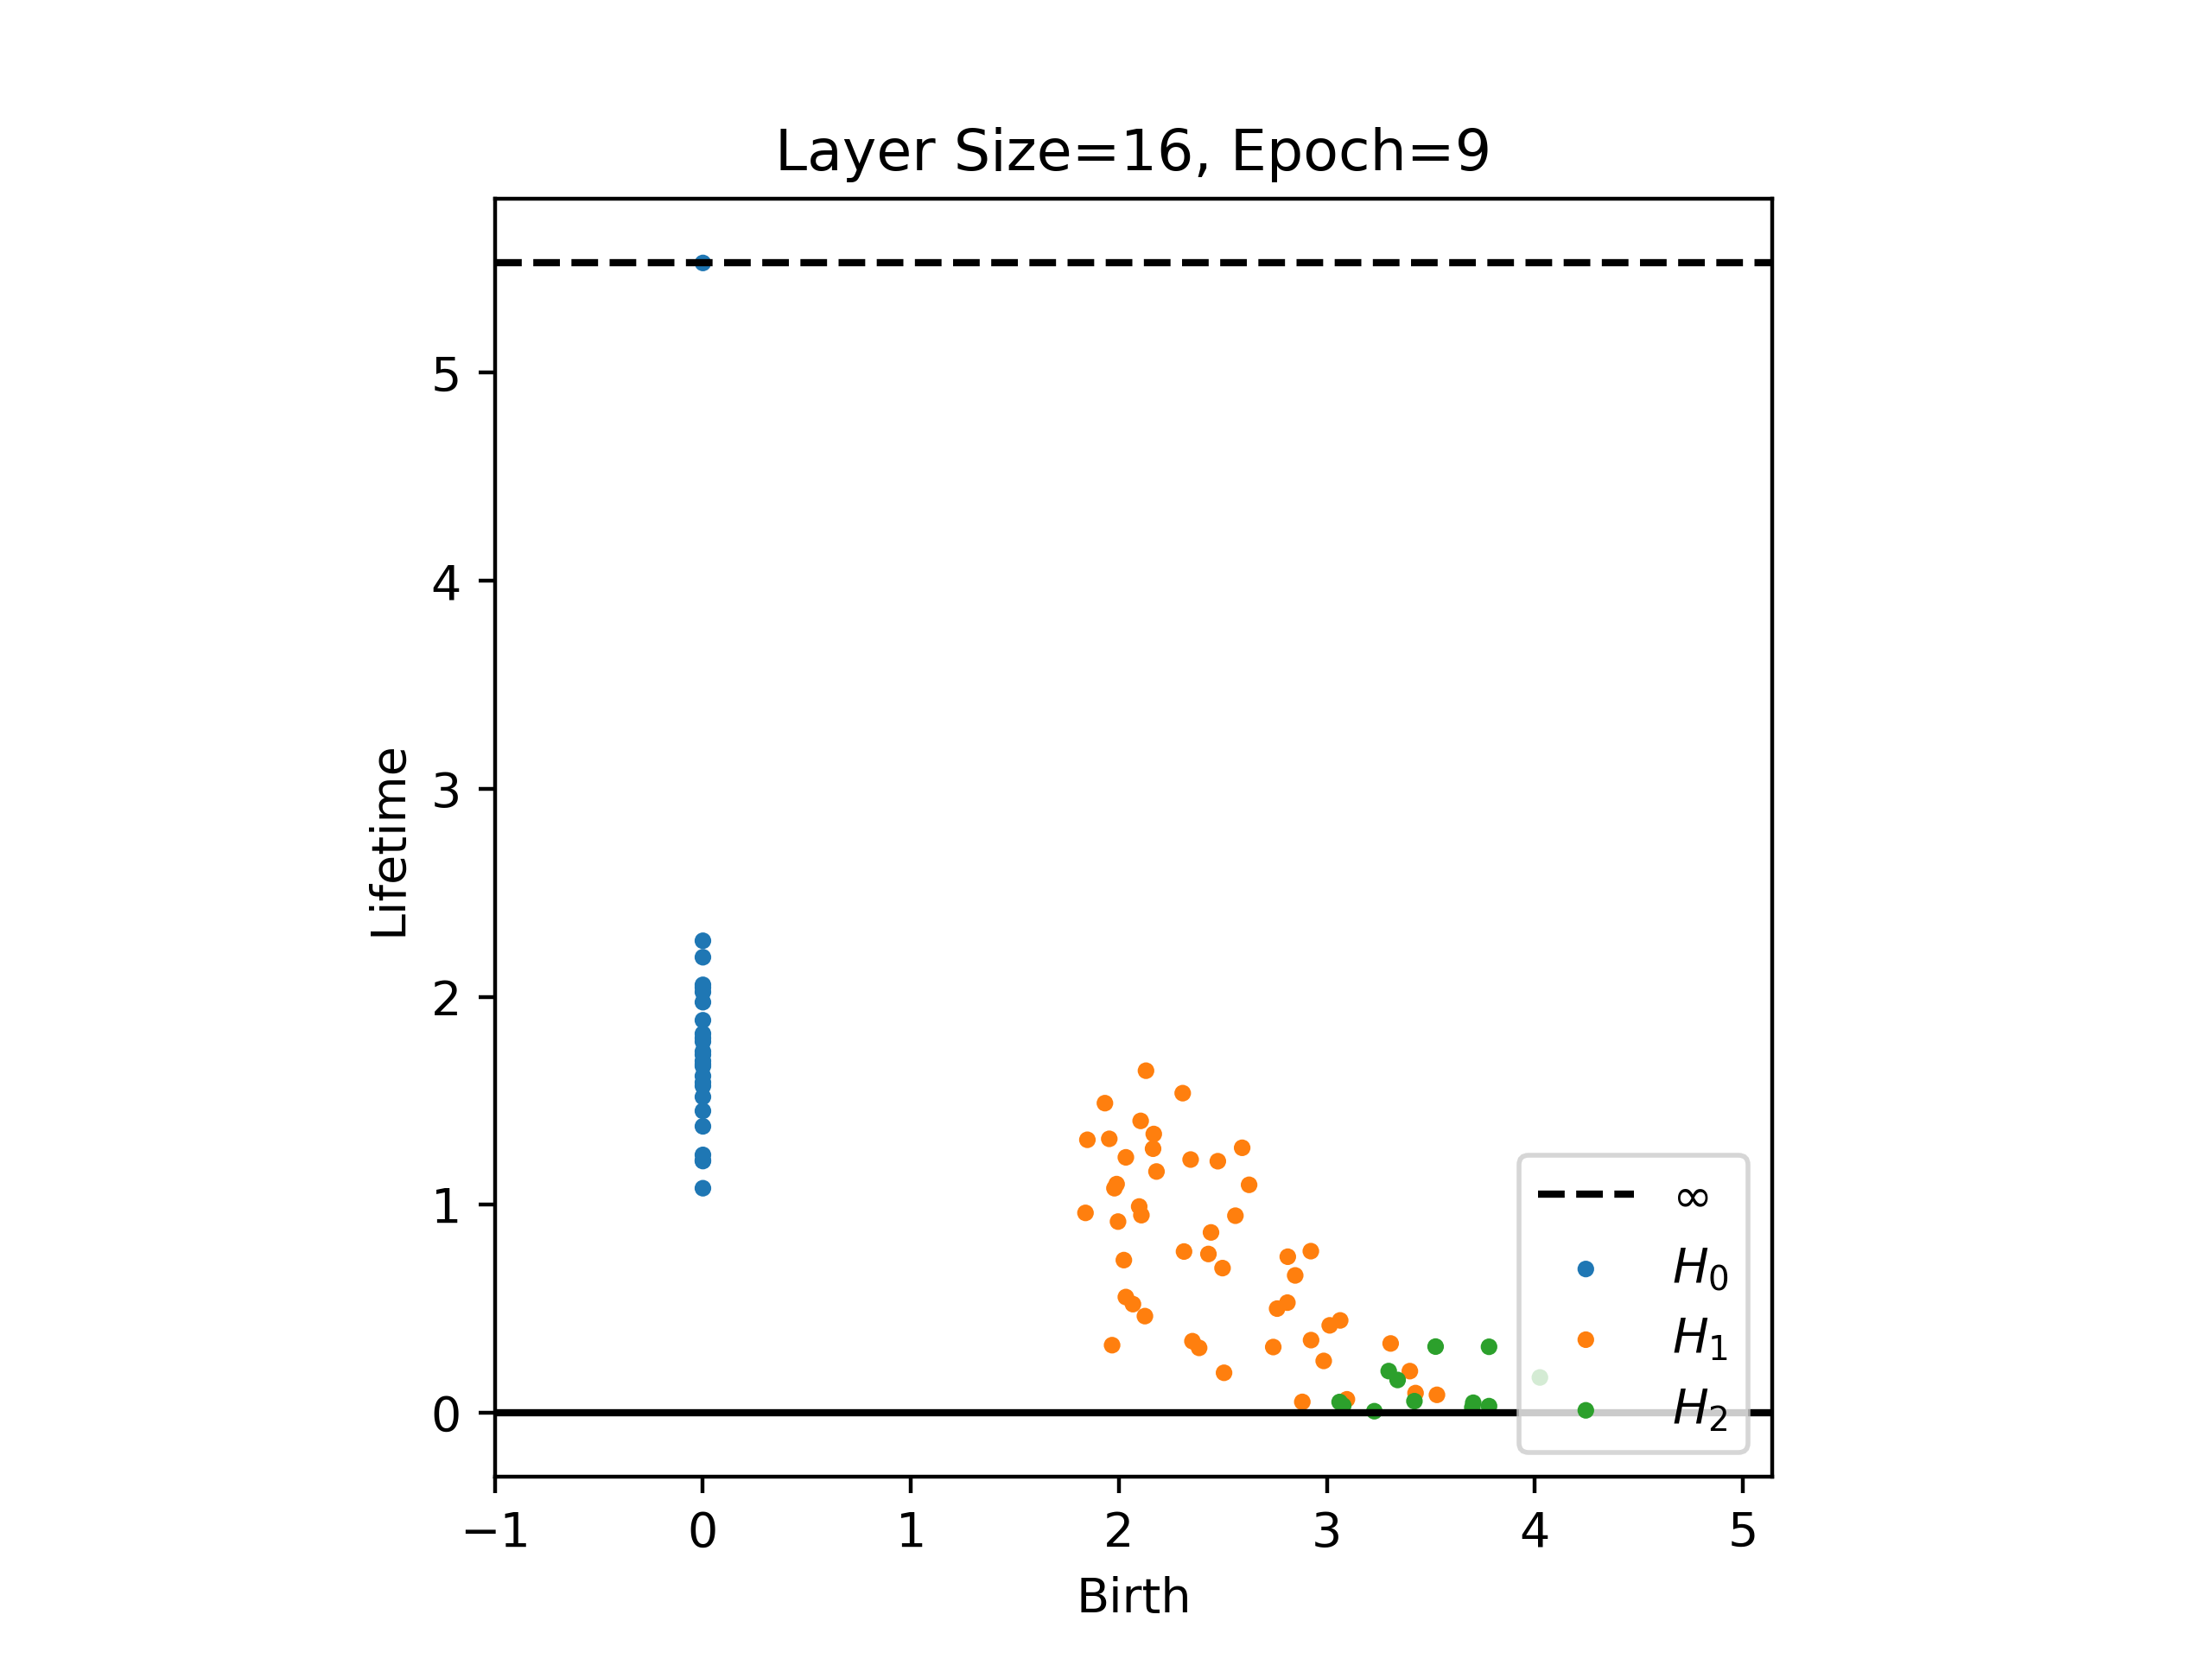 Layer Size=16, Epoch=9
Lifetime
5
4
3
2
1
0
−1 0 1 2 3 4 5
Birth
∞
H₀
H₁
H₂